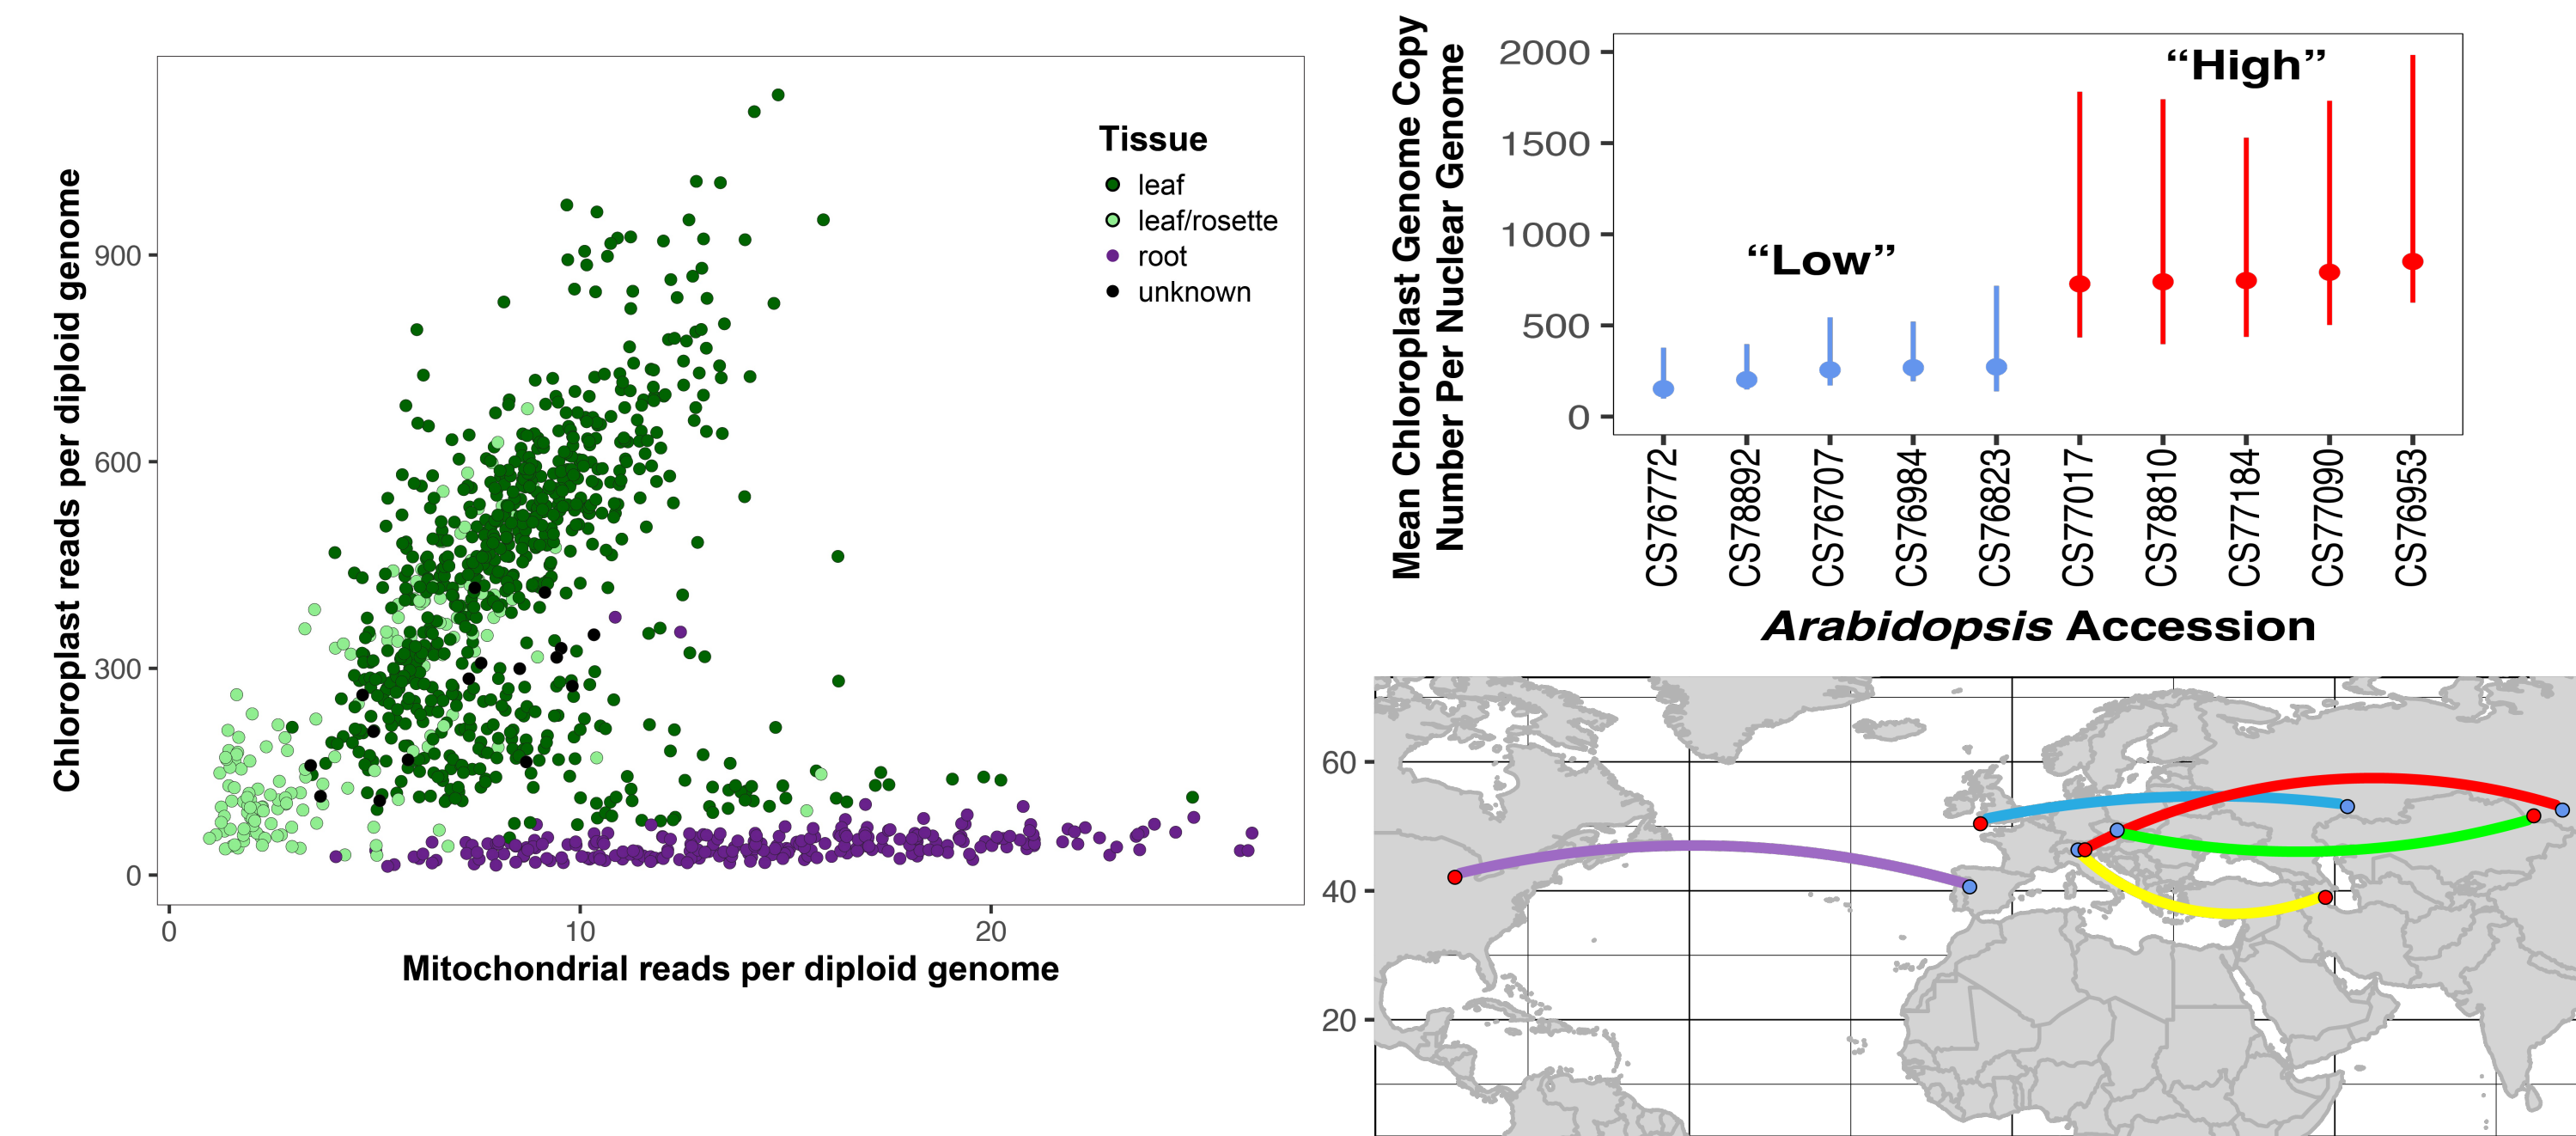 Chloroplast reads per diploid genome
900
600
300
0
0
10
20
Mitochondrial reads per diploid genome
Tissue
leaf
leaf/rosette
root
unknown
Mean Chloroplast Genome Copy
Number Per Nuclear Genome
2000
1500
1000
500
0
“Low”
“High”
CS76772
CS78892
CS76707
CS76984
CS76823
CS77017
CS78810
CS77184
CS77090
CS76953
Arabidopsis Accession
60
40
20